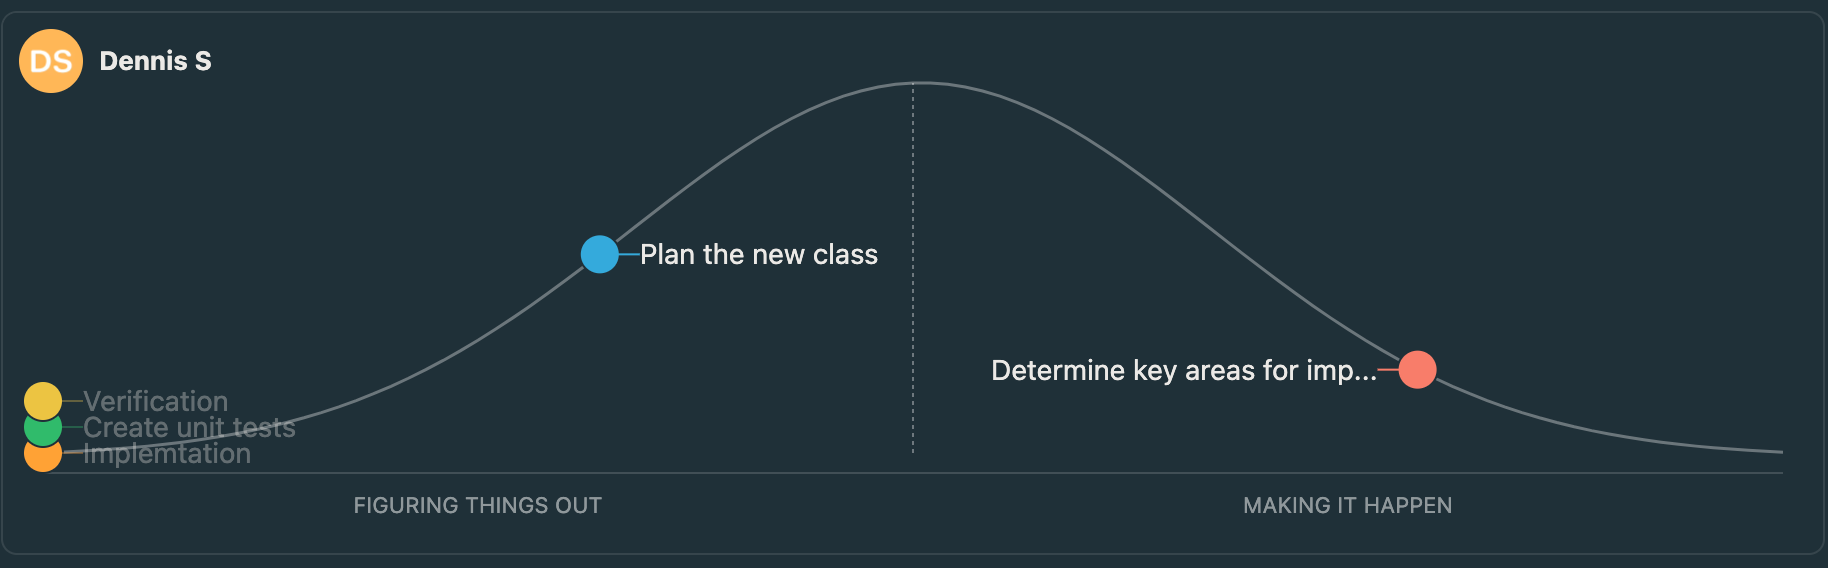 DS
Dennis S
Plan the new class
Determine key areas for imp...
Verification
Create unit tests
Implemtation
FIGURING THINGS OUT
MAKING IT HAPPEN